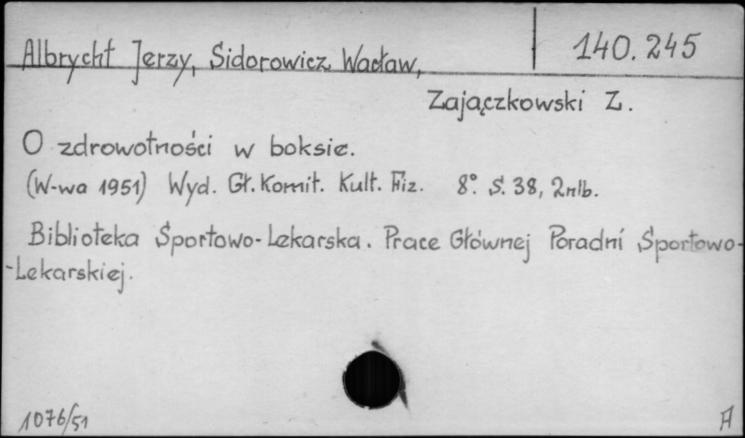 140.245
Albrycht Jerzy, Sidorowicz Wacław,
Zajączkowski Z.
O zdrowotności w boksie.
(W-wa 1951) Wyd. Gł. Komit. Kult. Fiz. 8° S. 38, 2nlb.
Biblioteka Sportowo-Lekarska. Prace Głównej Poradni Sportowo-
-Lekarskiej.
1076/51
A